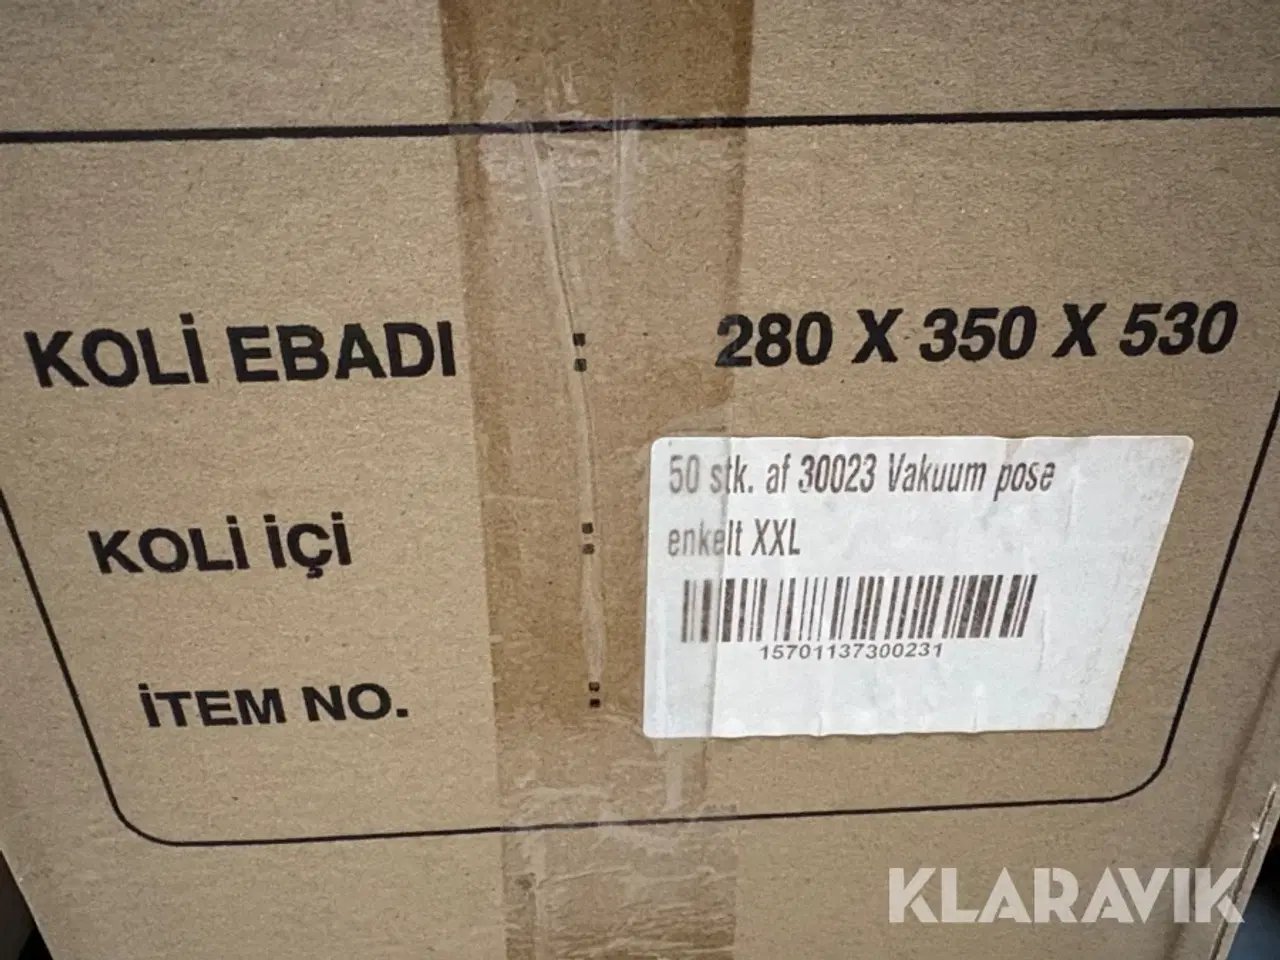 KOLİ EBADI : 280 X 350 X 530
50 stk. af 30023 Vakuum pose
enkelt XXL
KOLİ İÇİ :
15701137300231
İTEM NO. :
KLARAVIK